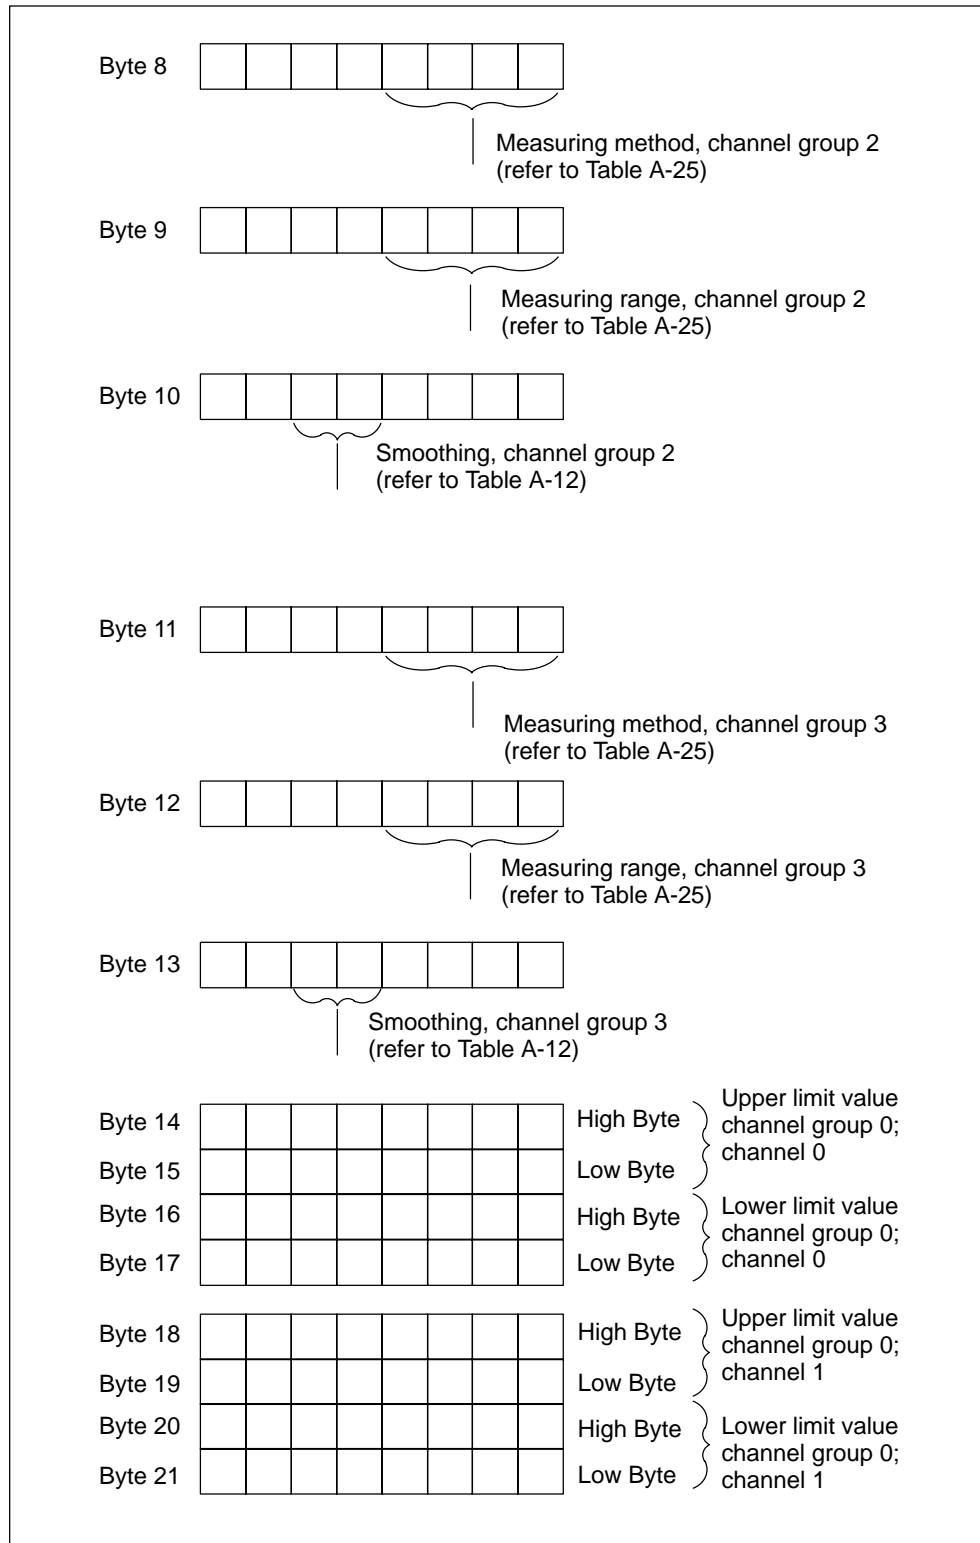 Byte 8
Measuring method, channel group 2
(refer to Table A-25)
Byte 9
Measuring range, channel group 2
(refer to Table A-25)
Byte 10
Smoothing, channel group 2
(refer to Table A-12)
Byte 11
Measuring method, channel group 3
(refer to Table A-25)
Byte 12
Measuring range, channel group 3
(refer to Table A-25)
Byte 13
Smoothing, channel group 3
(refer to Table A-12)
Byte 14
High Byte
Upper limit value
channel group 0;
channel 0
Byte 15
Low Byte
Byte 16
High Byte
Lower limit value
channel group 0;
channel 0
Byte 17
Low Byte
Byte 18
High Byte
Upper limit value
channel group 0;
channel 1
Byte 19
Low Byte
Byte 20
High Byte
Lower limit value
channel group 0;
channel 1
Byte 21
Low Byte